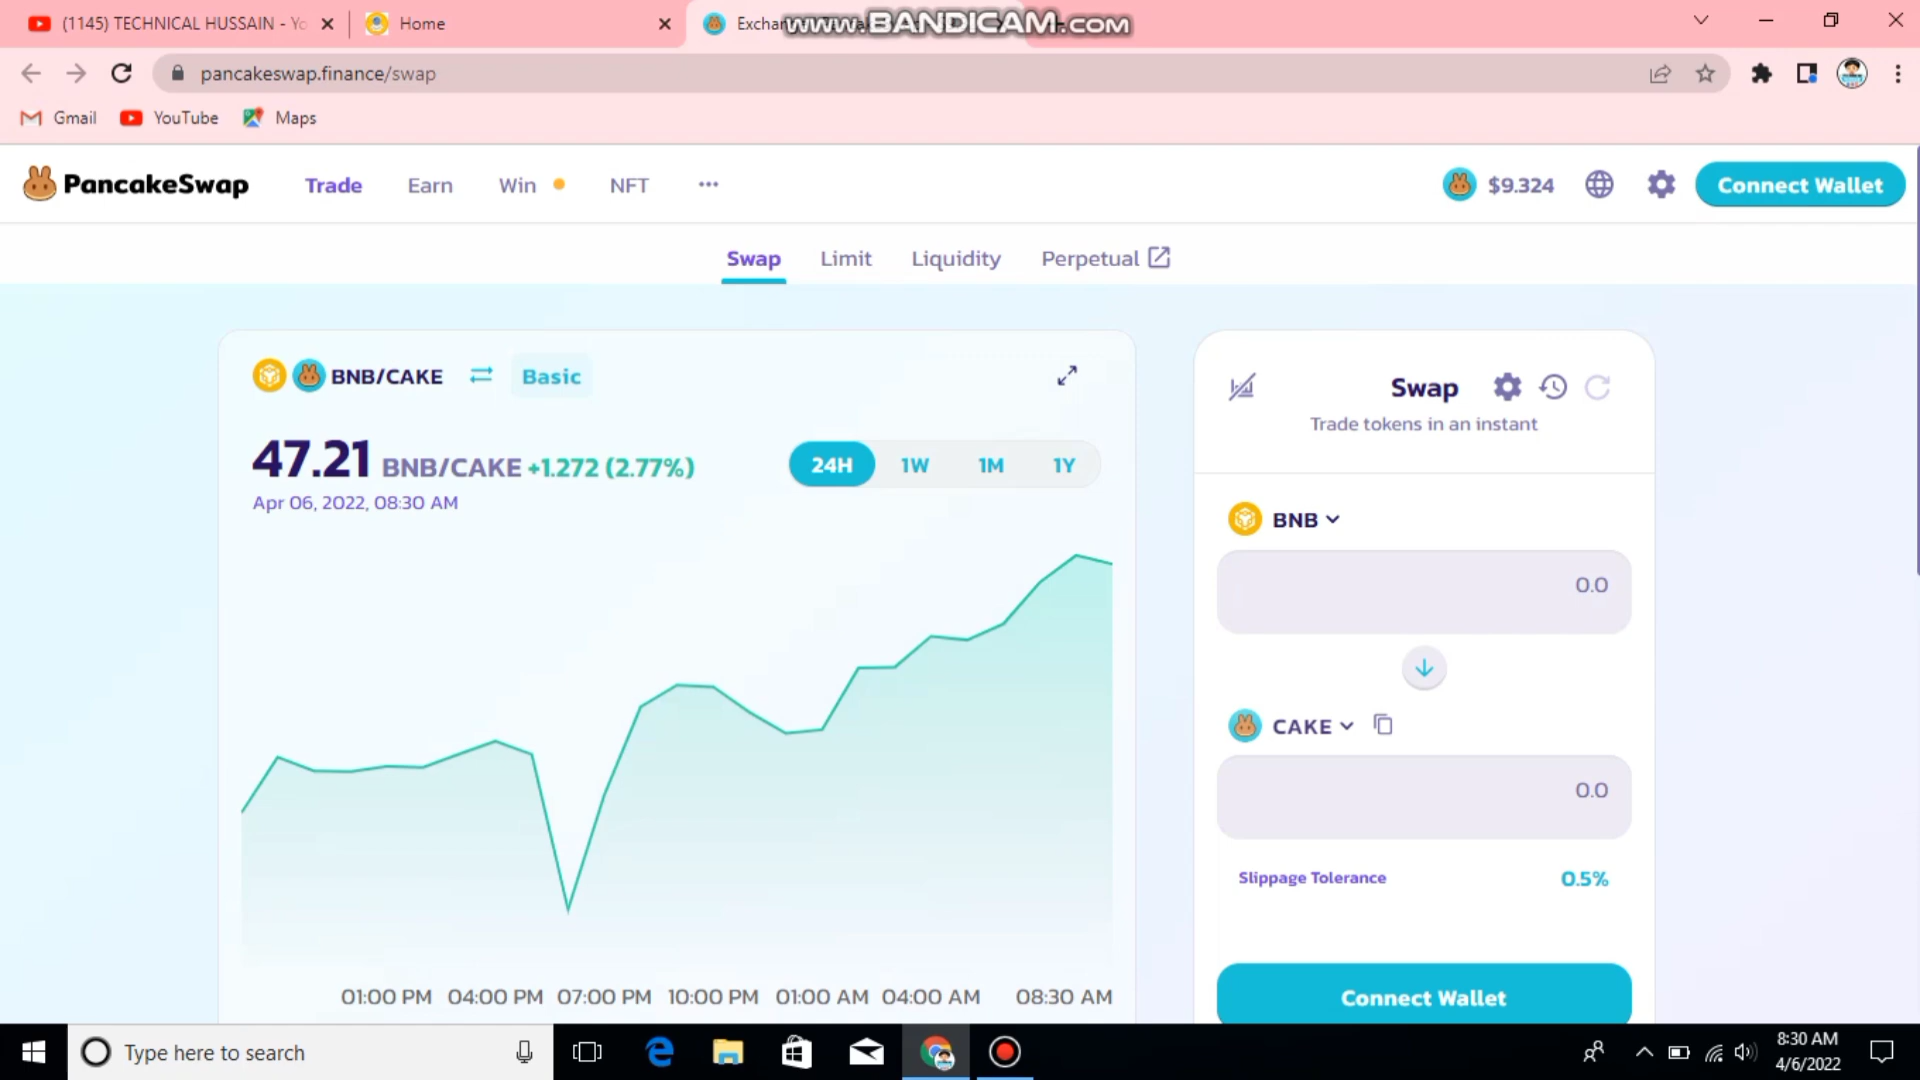 (1145) TECHNICAL HUSSAIN - Yo
Home
Exchan
www.BANDICAM.com
pancakeswap.finance/swap
Gmail
YouTube
Maps
PancakeSwap
Trade
Earn
Win
NFT
$9.324
Connect Wallet
Swap
Limit
Liquidity
Perpetual
BNB/CAKE
Basic
47.21 BNB/CAKE +1.272 (2.77%)
Apr 06, 2022, 08:30 AM
24H
1W
1M
1Y
01:00 PM
04:00 PM
07:00 PM
10:00 PM
01:00 AM
04:00 AM
08:30 AM
Swap
Trade tokens in an instant
BNB
0.0
CAKE
0.0
Slippage Tolerance
0.5%
Connect Wallet
Type here to search
8:30 AM
4/6/2022